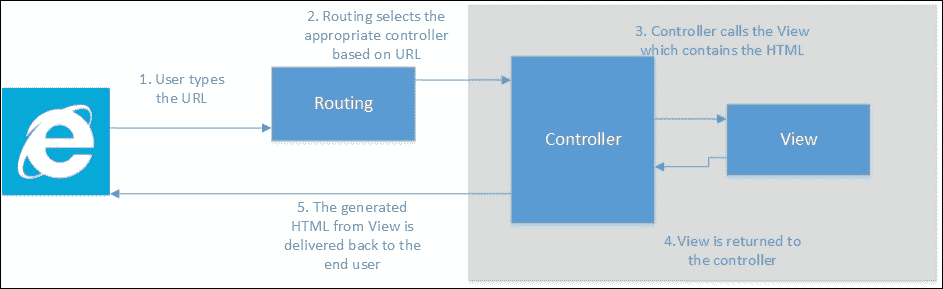 1. User types
the URL
2. Routing selects the
appropriate controller
based on URL
Routing
3. Controller calls the View
which contains the HTML
Controller
View
4.View is returned to
the controller
5. The generated
HTML from View is
delivered back to the
end user